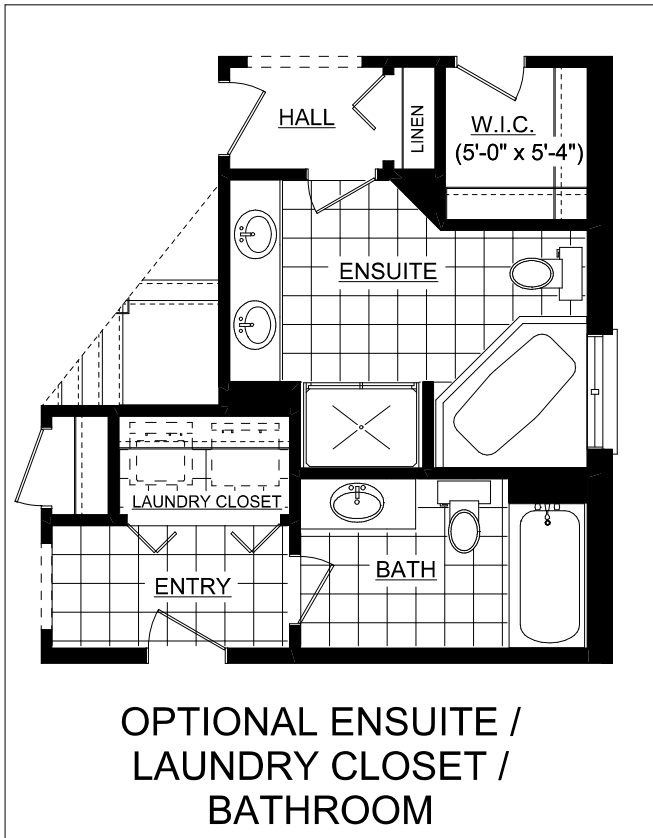 HALL
LINEN
W.I.C.
(5'-0" x 5'-4")
ENSUITE
LAUNDRY CLOSET
ENTRY
BATH
OPTIONAL ENSUITE /
LAUNDRY CLOSET /
BATHROOM